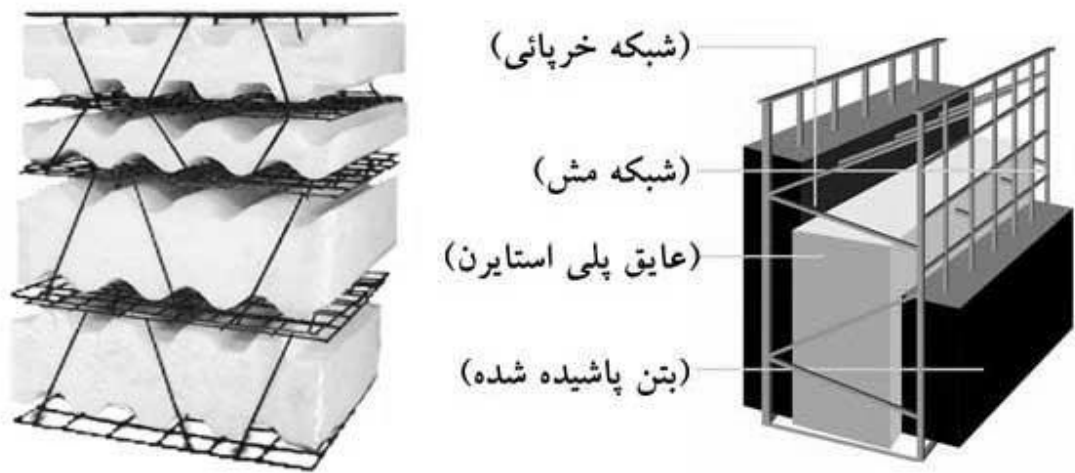 (شبکه خرپائی)
(شبکه مش)
(عایق پلی استایرن)
(بتن پاشیده شده)